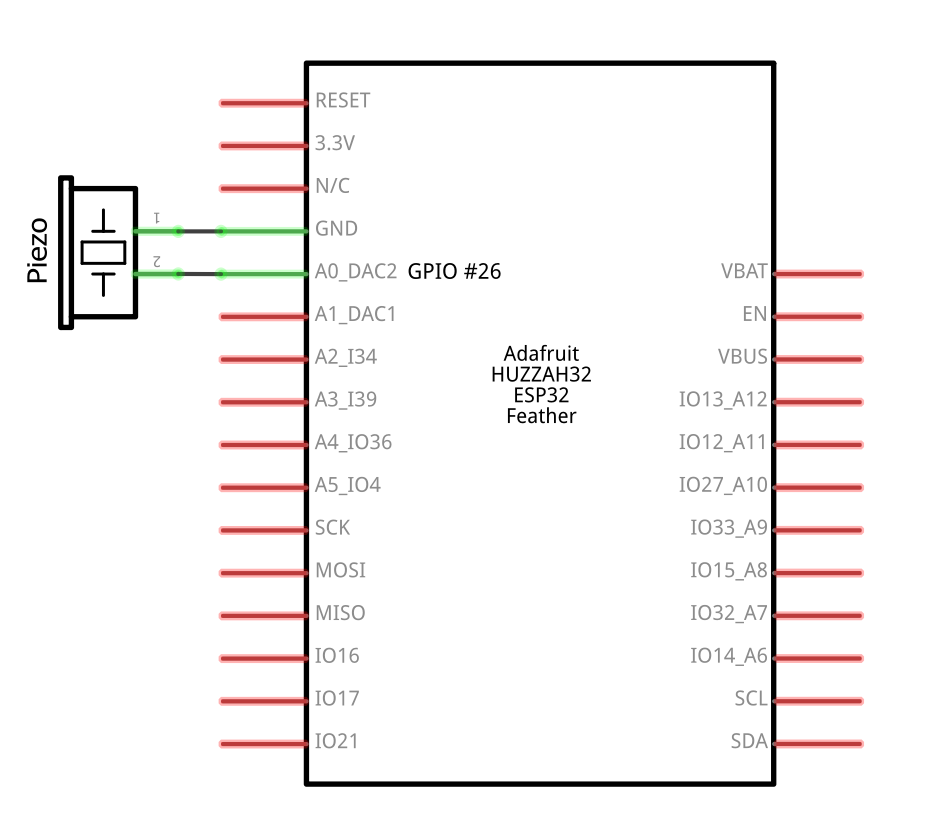 RESET
3.3V
N/C
GND
A0_DAC2 GPIO #26
A1_DAC1
A2_I34
A3_I39
A4_IO36
A5_IO4
SCK
MOSI
MISO
IO16
IO17
IO21
Piezo
1
2
Adafruit
HUZZAH32
ESP32
Feather
VBAT
EN
VBUS
IO13_A12
IO12_A11
IO27_A10
IO33_A9
IO15_A8
IO32_A7
IO14_A6
SCL
SDA